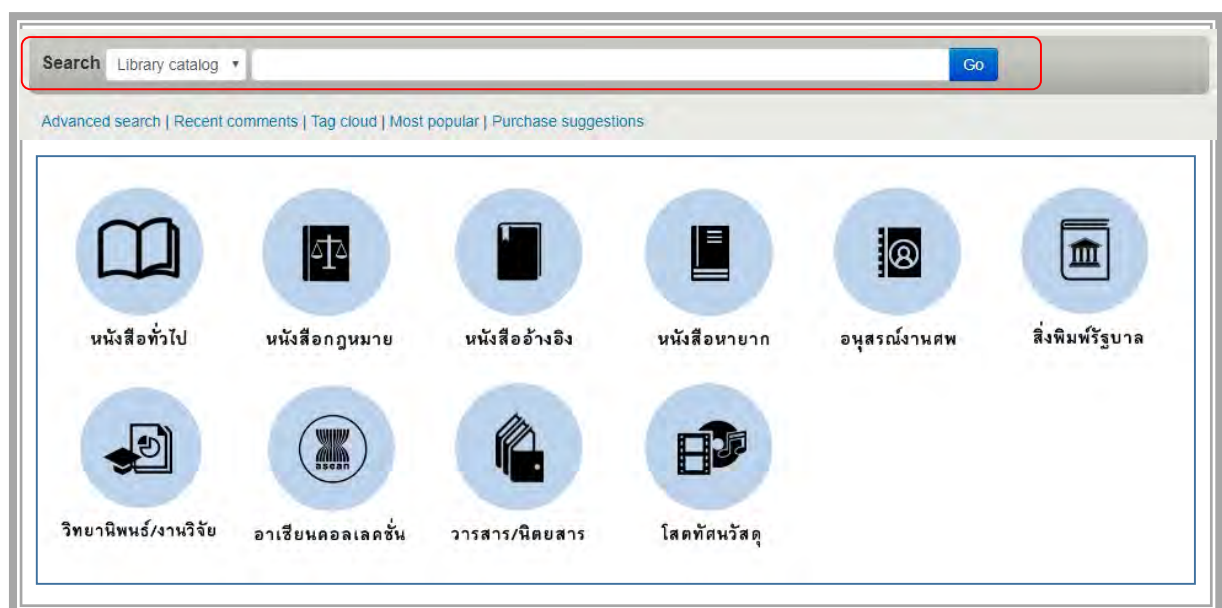 Search Library catalog Go
Advanced search | Recent comments | Tag cloud | Most popular | Purchase suggestions
หนังสือทั่วไป หนังสือกฎหมาย หนังสืออ้างอิง หนังสือหายาก อนุสรณ์งานศพ สิ่งพิมพ์รัฐบาล
asean
วิทยานิพนธ์/งานวิจัย อาเซียนคอลเลคชั่น วารสาร/นิตยสาร โสตทัศนวัสดุ